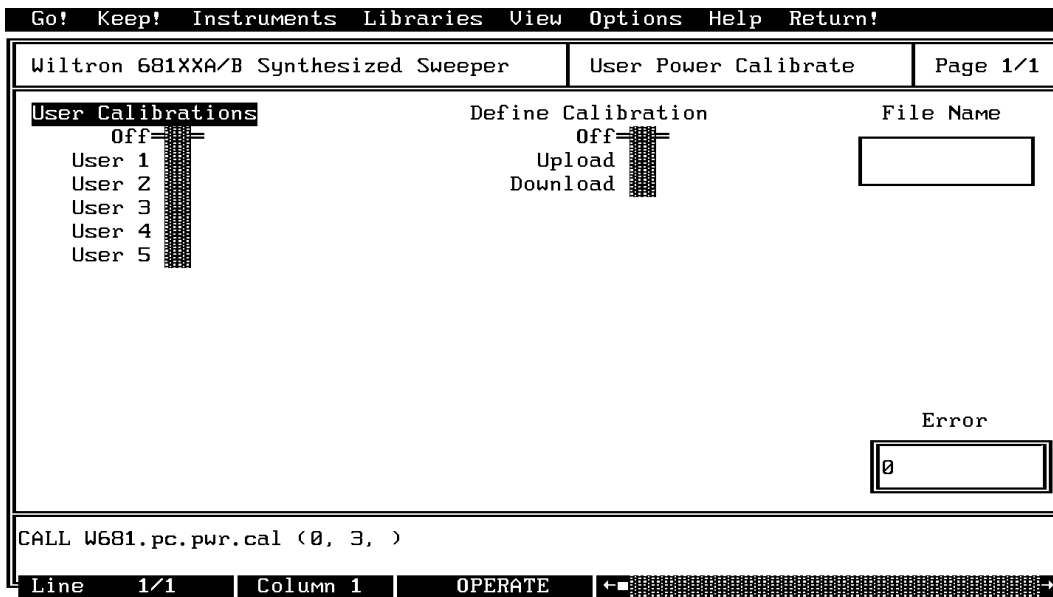 Go! Keep! Instruments Libraries View Options Help Return!
Wiltron 681XXA/B Synthesized Sweeper User Power Calibrate Page 1/1
User Calibrations
Off
User 1
User 2
User 3
User 4
User 5
Define Calibration
Off
Upload
Download
File Name
Error
0
CALL W681.pc.pwr.cal (0, 3, )
Line 1/1 Column 1 OPERATE